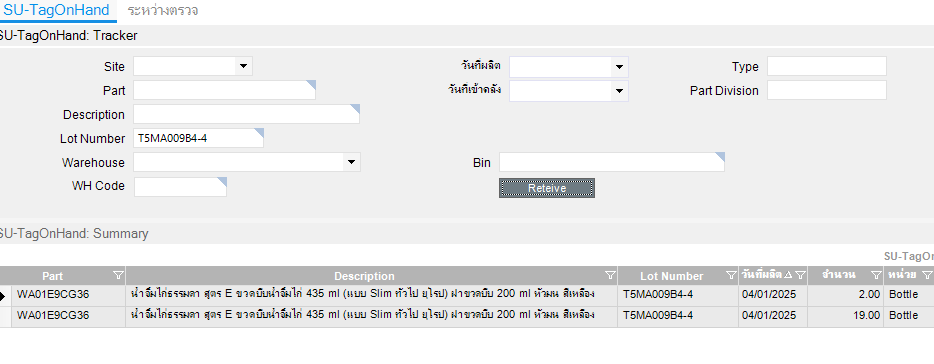 SU-TagOnHand ระหว่างตรวจ
SU-TagOnHand: Tracker
Site วันที่ผลิต Type
Part วันที่เข้าคลัง Part Division
Description
Lot Number T5MA009B4-4
Warehouse Bin
WH Code Reteive
SU-TagOnHand: Summary
SU-TagOn
Part Description Lot Number วันที่ผลิต จำนวน หน่วย
WA01E9CG36 น้ำจิ้มไก่ธรรมดา สูตร E ขวดบีบน้ำจิ้มไก่ 435 ml (แบบ Slim ทั่วไป ยุโรป) ฝาขวดบีบ 200 ml หัวมน สีเหลือง T5MA009B4-4 04/01/2025 2.00 Bottle
WA01E9CG36 น้ำจิ้มไก่ธรรมดา สูตร E ขวดบีบน้ำจิ้มไก่ 435 ml (แบบ Slim ทั่วไป ยุโรป) ฝาขวดบีบ 200 ml หัวมน สีเหลือง T5MA009B4-4 04/01/2025 19.00 Bottle